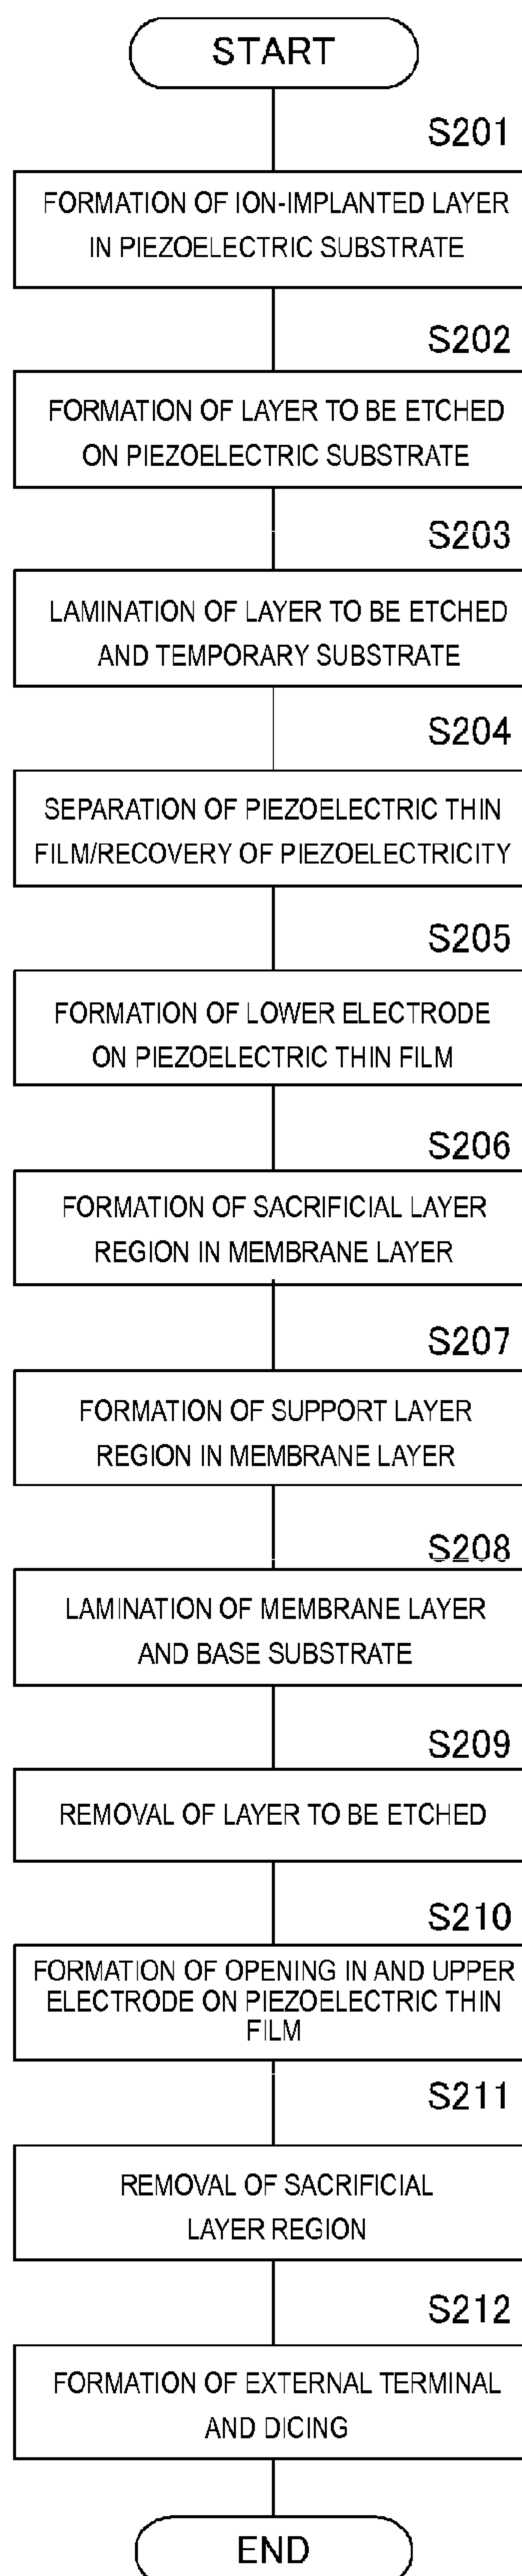 START
S201
FORMATION OF ION-IMPLANTED LAYER
IN PIEZOELECTRIC SUBSTRATE
S202
FORMATION OF LAYER TO BE ETCHED
ON PIEZOELECTRIC SUBSTRATE
S203
LAMINATION OF LAYER TO BE ETCHED
AND TEMPORARY SUBSTRATE
S204
SEPARATION OF PIEZOELECTRIC THIN
FILM/RECOVERY OF PIEZOELECTRICITY
S205
FORMATION OF LOWER ELECTRODE
ON PIEZOELECTRIC THIN FILM
S206
FORMATION OF SACRIFICIAL LAYER
REGION IN MEMBRANE LAYER
S207
FORMATION OF SUPPORT LAYER
REGION IN MEMBRANE LAYER
S208
LAMINATION OF MEMBRANE LAYER
AND BASE SUBSTRATE
S209
REMOVAL OF LAYER TO BE ETCHED
S210
FORMATION OF OPENING IN AND UPPER
ELECTRODE ON PIEZOELECTRIC THIN
FILM
S211
REMOVAL OF SACRIFICIAL
LAYER REGION
S212
FORMATION OF EXTERNAL TERMINAL
AND DICING
END